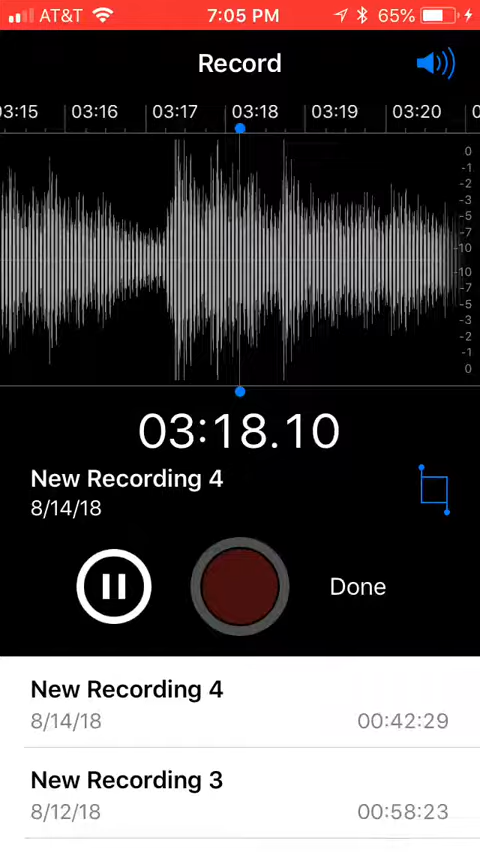 AT&T 7:05 PM 65%
Record
03:15 03:16 03:17 03:18 03:19 03:20 0
0
-1
-2
-3
-5
-7
-10
-10
-7
-5
-3
-2
-1
0
03:18.10
New Recording 4
8/14/18
Done
New Recording 4
8/14/18 00:42:29
New Recording 3
8/12/18 00:58:23